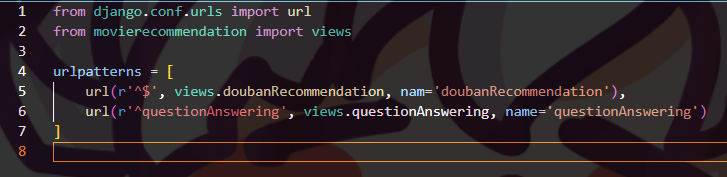 1 from django.conf.urls import url
2 from movierecommendation import views
3
4 urlpatterns = [
5 url(r'^$', views.doubanRecommendation, nam='doubanRecommendation'),
6 url(r'^questionAnswering', views.questionAnswering, name='questionAnswering')
7 ]
8